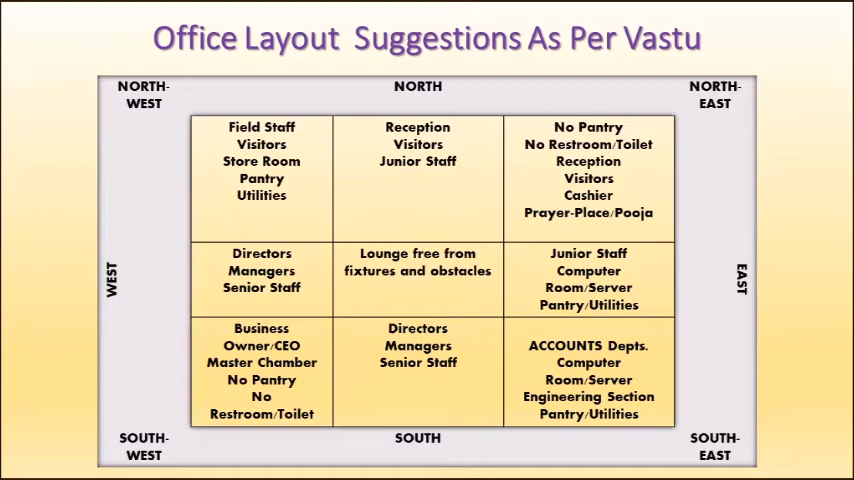 Office Layout Suggestions As Per Vastu
NORTH-
WEST
NORTH
NORTH-
EAST
Field Staff
Visitors
Store Room
Pantry
Utilities
Reception
Visitors
Junior Staff
No Pantry
No Restroom/Toilet
Reception
Visitors
Cashier
Prayer-Place/Pooja
WEST
Directors
Managers
Senior Staff
Lounge free from
fixtures and obstacles
Junior Staff
Computer
Room/Server
Pantry/Utilities
EAST
Business
Owner/CEO
Master Chamber
No Pantry
No
Restroom/Toilet
Directors
Managers
Senior Staff
ACCOUNTS Depts.
Computer
Room/Server
Engineering Section
Pantry/Utilities
SOUTH-
WEST
SOUTH
SOUTH-
EAST